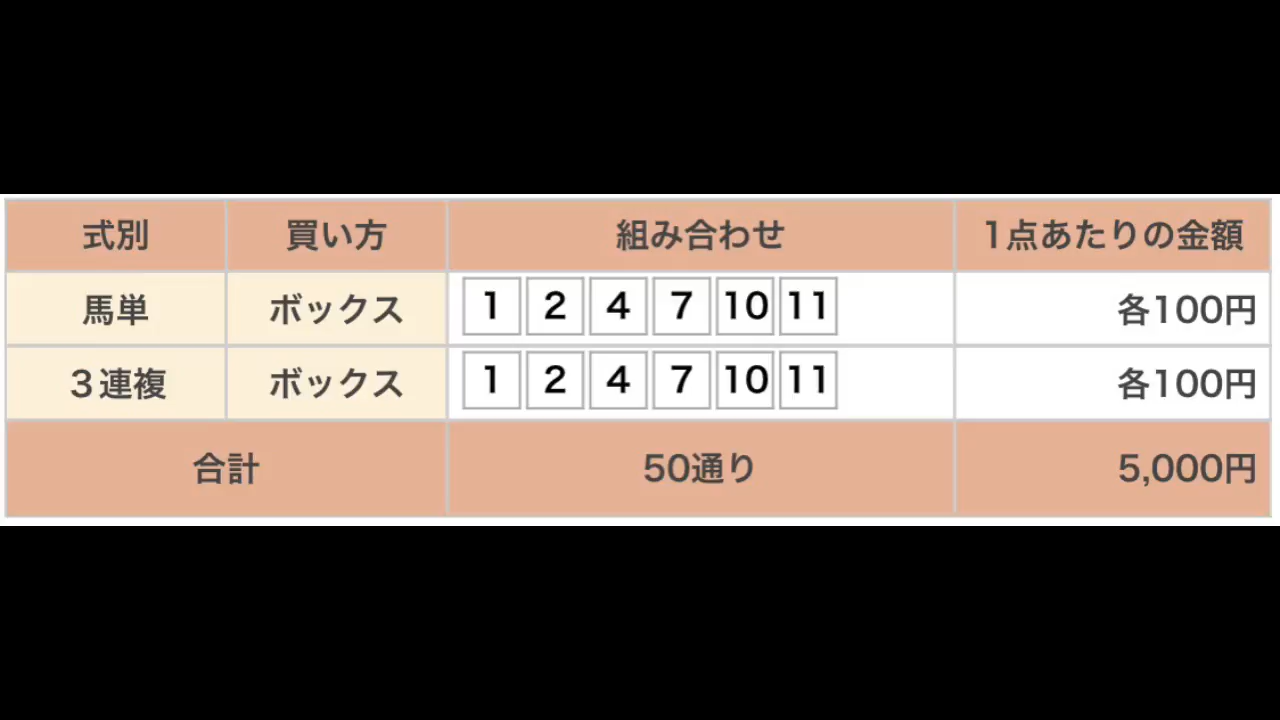 式別 買い方 組み合わせ 1点あたりの金額
馬単 ボックス 1 2 4 7 10 11 各100円
３連複 ボックス 1 2 4 7 10 11 各100円
合計 50通り 5,000円